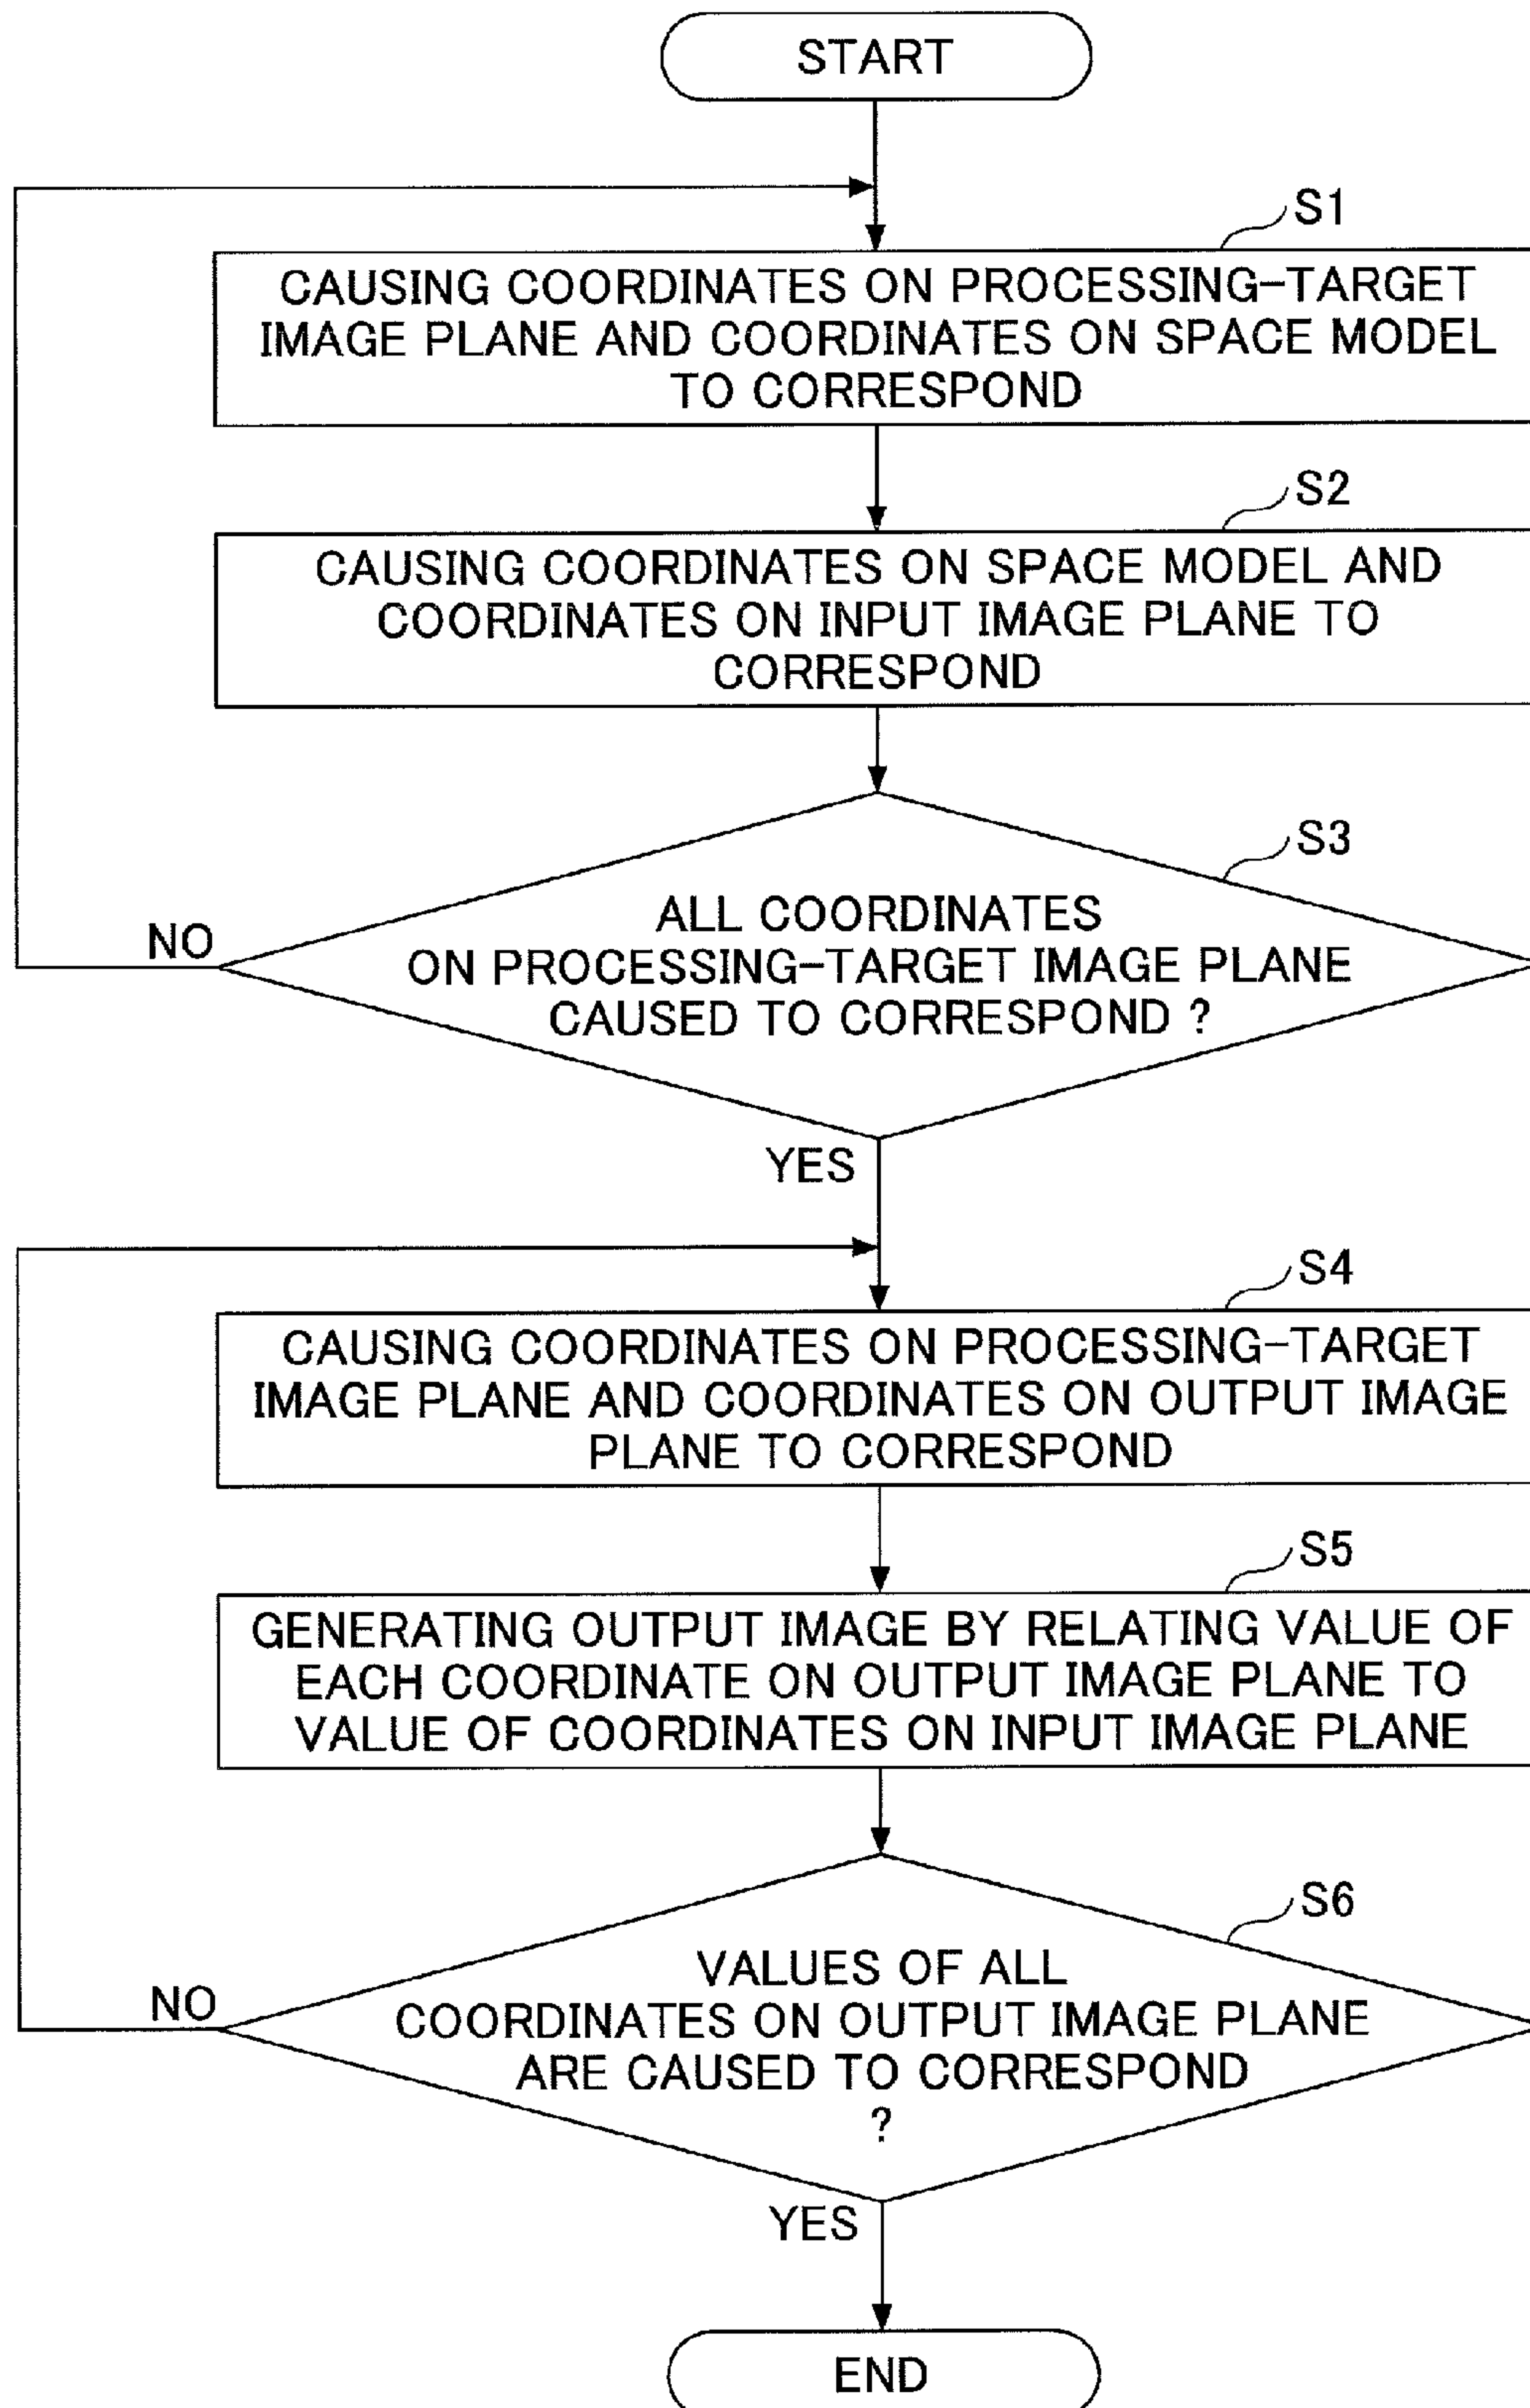 START
S1
CAUSING COORDINATES ON PROCESSING-TARGET
IMAGE PLANE AND COORDINATES ON SPACE MODEL
TO CORRESPOND
S2
CAUSING COORDINATES ON SPACE MODEL AND
COORDINATES ON INPUT IMAGE PLANE TO
CORRESPOND
S3
ALL COORDINATES
ON PROCESSING-TARGET IMAGE PLANE
CAUSED TO CORRESPOND ?
NO
YES
S4
CAUSING COORDINATES ON PROCESSING-TARGET
IMAGE PLANE AND COORDINATES ON OUTPUT IMAGE
PLANE TO CORRESPOND
S5
GENERATING OUTPUT IMAGE BY RELATING VALUE OF
EACH COORDINATE ON OUTPUT IMAGE PLANE TO
VALUE OF COORDINATES ON INPUT IMAGE PLANE
S6
VALUES OF ALL
COORDINATES ON OUTPUT IMAGE PLANE
ARE CAUSED TO CORRESPOND
?
NO
YES
END